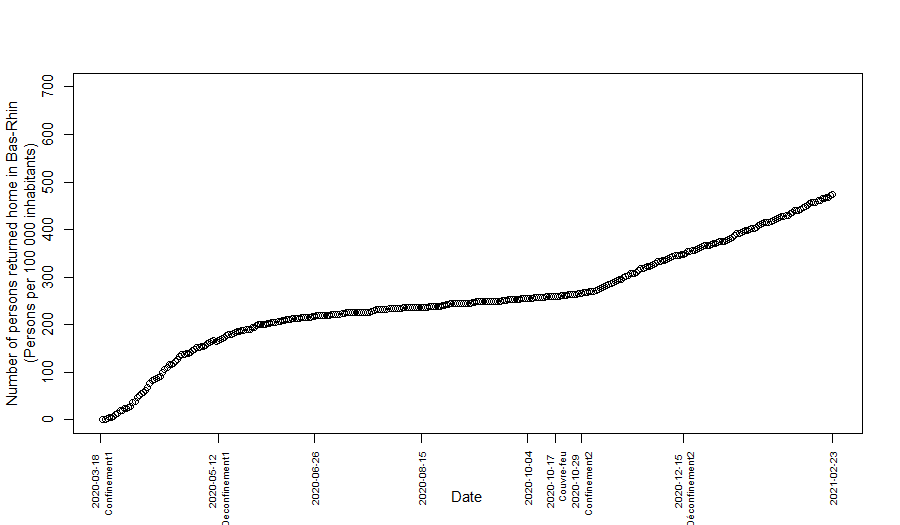 Number of persons returned home in Bas-Rhin
(Persons per 100 000 inhabitants)
700
600
500
400
300
200
100
0
2020-03-18
Confinement1
2020-05-12
Déconfinement1
2020-06-26
2020-08-15
2020-10-04
2020-10-17
Couvre-feu
2020-10-29
Confinement2
2020-12-15
Déconfinement2
2021-02-23
Date